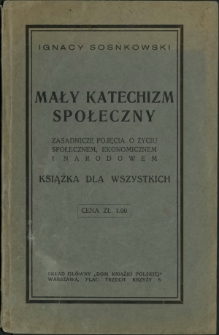 IGNACY SOSNKOWSKI
MAŁY KATECHIZM
SPOŁECZNY
ZASADNICZE POJĘCIA O ŻYCIU
SPOŁECZNEM, EKONOMICZNEM
I NARODOWEM
KSIĄŻKA DLA WSZYSTKICH
CENA ZŁ. 1.00
SKŁAD GŁÓWNY „DOM KSIĄŻKI POLSKIEJ"
WARSZAWA, PLAC TRZECH KRZYŻY 8